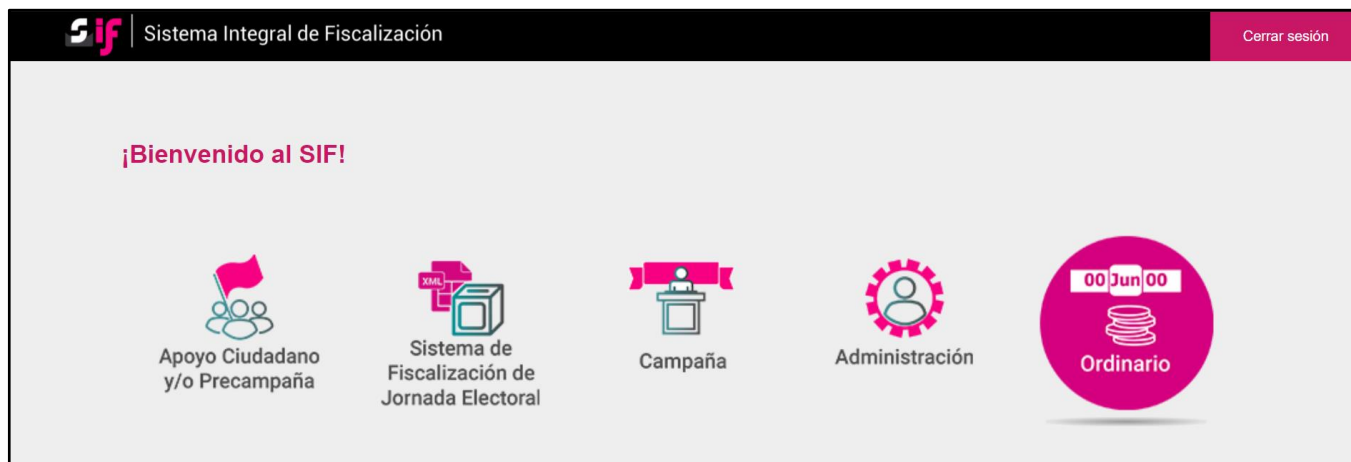 Sif Sistema Integral de Fiscalización
Cerrar sesión
¡Bienvenido al SIF!
Apoyo Ciudadano
y/o Precampaña
XML
Sistema de
Fiscalización de
Jornada Electoral
Campaña
Administración
00 Jun 00
Ordinario